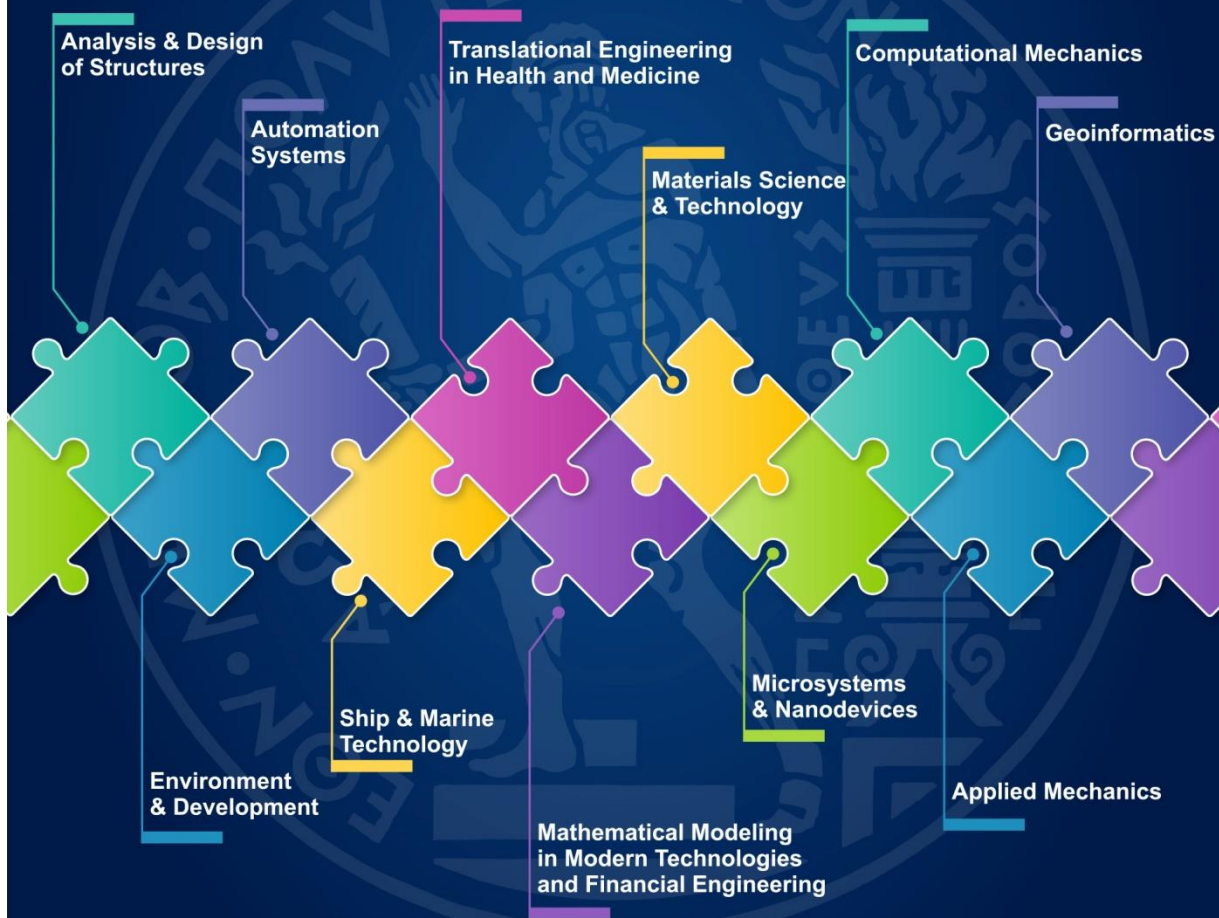 Analysis & Design
of Structures
Automation
Systems
Translational Engineering
in Health and Medicine
Materials Science
& Technology
Computational Mechanics
Geoinformatics
Environment
& Development
Ship & Marine
Technology
Mathematical Modeling
in Modern Technologies
and Financial Engineering
Microsystems
& Nanodevices
Applied Mechanics